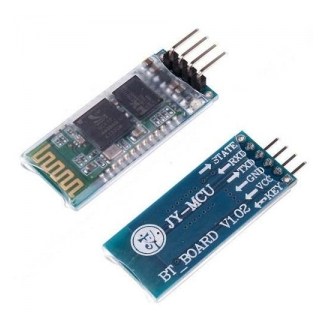 STATE
RXD
TXD
GND
VCC
KEY
JY-MCU
BT_BOARD V1.02